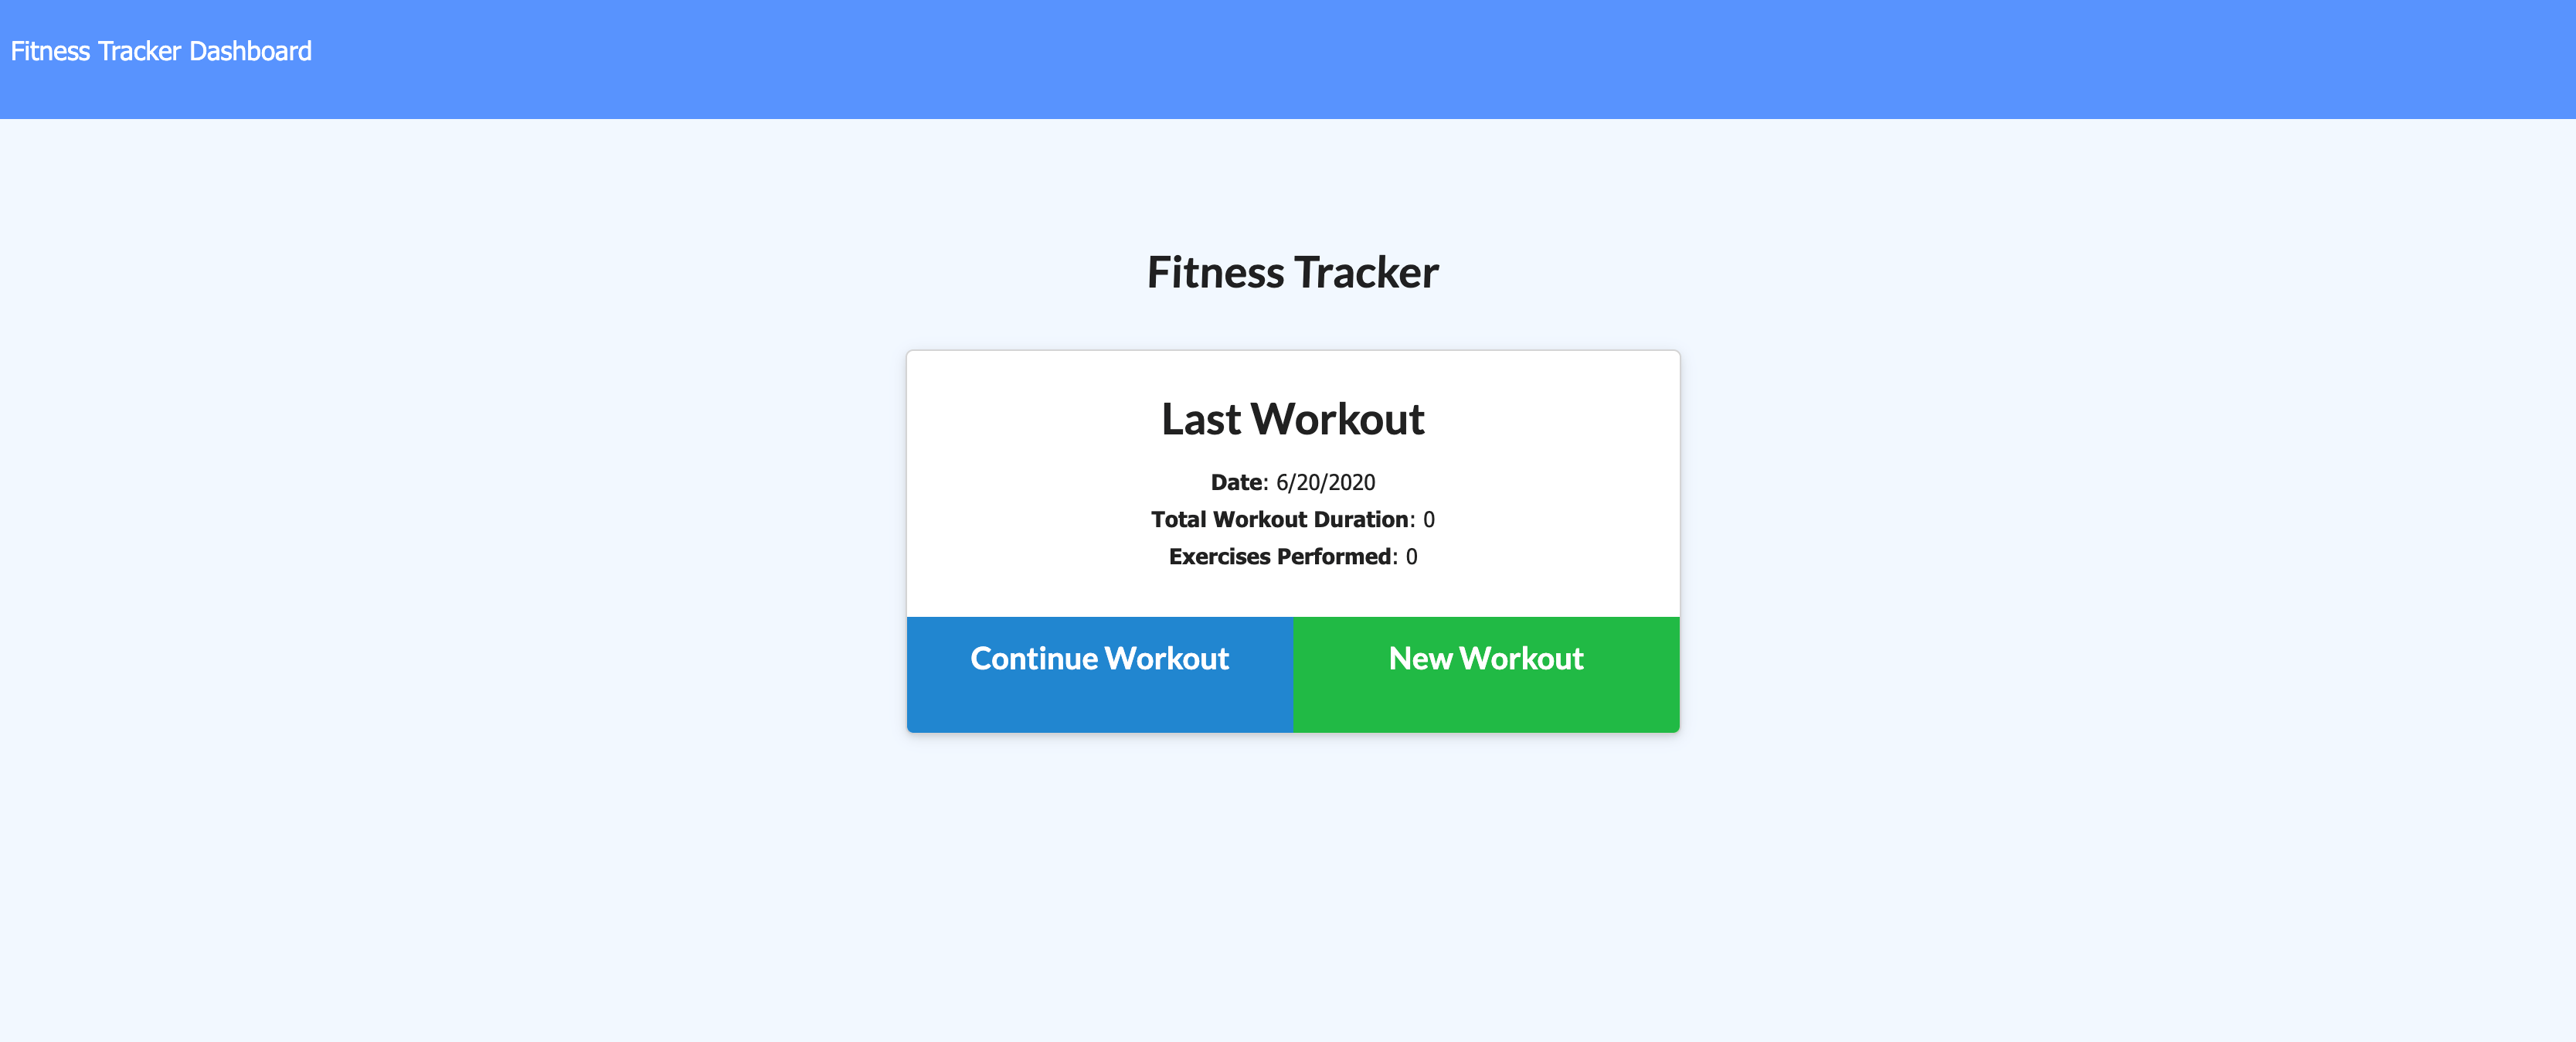 Fitness Tracker Dashboard
Fitness Tracker
Last Workout
Date: 6/20/2020
Total Workout Duration: 0
Exercises Performed: 0
Continue Workout New Workout